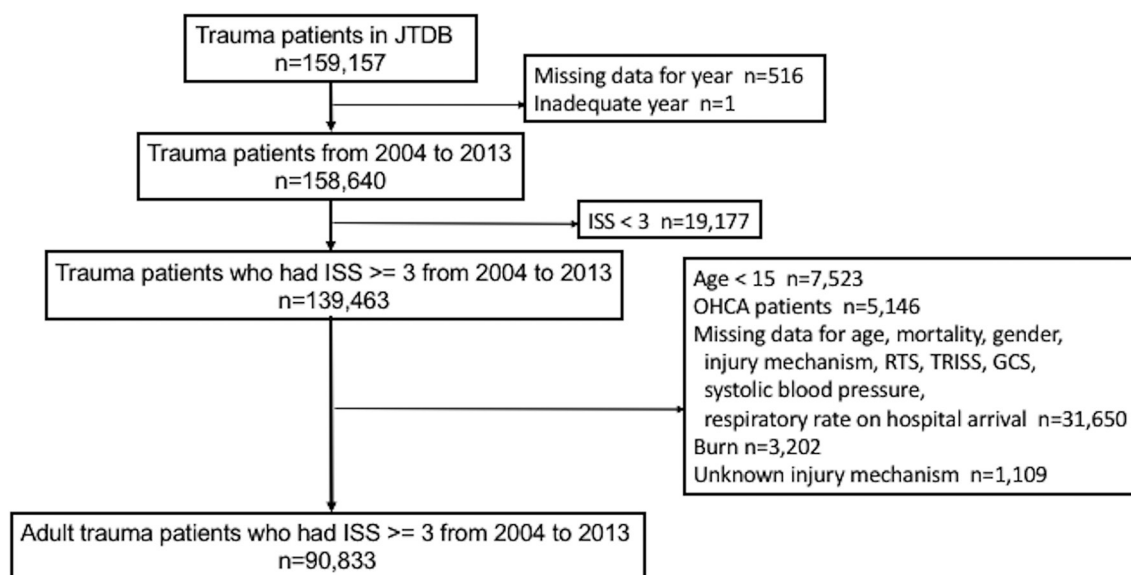 Trauma patients in JTDB
n=159,157
Missing data for year n=516
Inadequate year n=1
Trauma patients from 2004 to 2013
n=158,640
ISS < 3 n=19,177
Trauma patients who had ISS >= 3 from 2004 to 2013
n=139,463
Age < 15 n=7,523
OHCA patients n=5,146
Missing data for age, mortality, gender,
injury mechanism, RTS, TRISS, GCS,
systolic blood pressure,
respiratory rate on hospital arrival n=31,650
Burn n=3,202
Unknown injury mechanism n=1,109
Adult trauma patients who had ISS >= 3 from 2004 to 2013
n=90,833